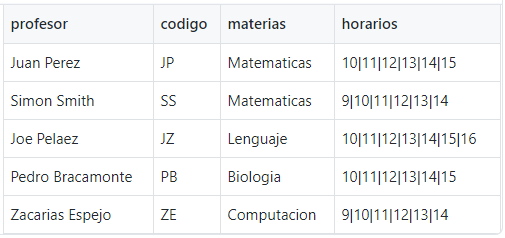 profesor codigo materias horarios
Juan Perez JP Matematicas 10|11|12|13|14|15
Simon Smith SS Matematicas 9|10|11|12|13|14
Joe Pelaez JZ Lenguaje 10|11|12|13|14|15|16
Pedro Bracamonte PB Biologia 10|11|12|13|14|15
Zacarias Espejo ZE Computacion 9|10|11|12|13|14